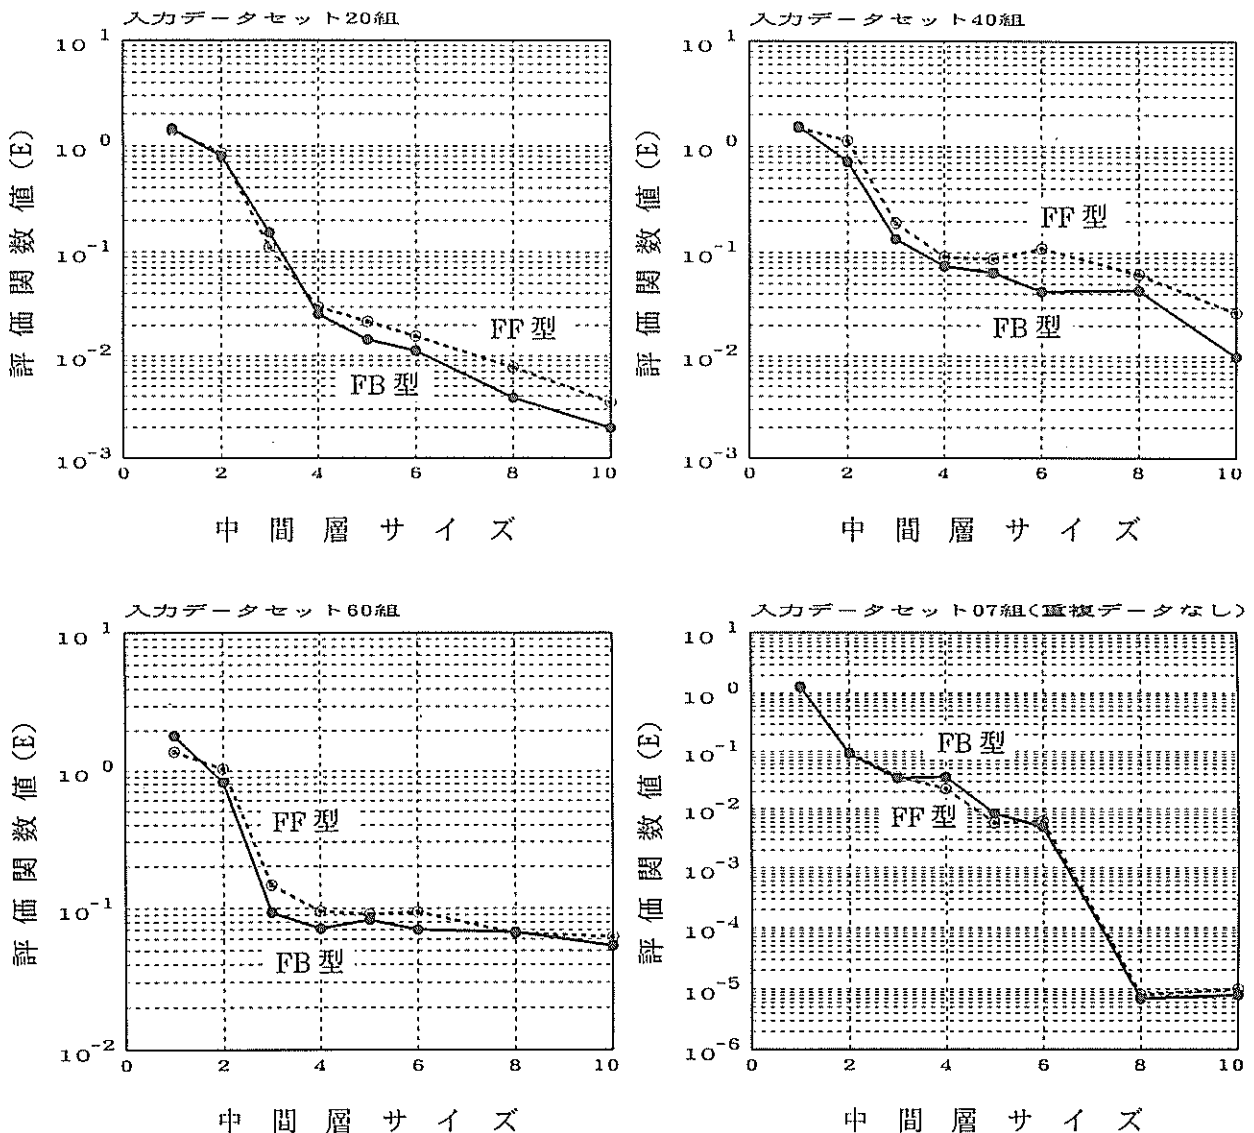 入力データセット20組
10^1
10^0
10^-1
10^-2
10^-3
評価関数値(E)
FF型
FB型
0 2 4 6 8 10
中間層サイズ
入力データセット40組
10^1
10^0
10^-1
10^-2
10^-3
評価関数値(E)
FF型
FB型
0 2 4 6 8 10
中間層サイズ
入力データセット60組
10^1
10^0
10^-1
10^-2
評価関数値(E)
FF型
FB型
0 2 4 6 8 10
中間層サイズ
入力データセット07組(重複データなし)
10^1
10^0
10^-1
10^-2
10^-3
10^-4
10^-5
10^-6
評価関数値(E)
FB型
FF型
0 2 4 6 8 10
中間層サイズ